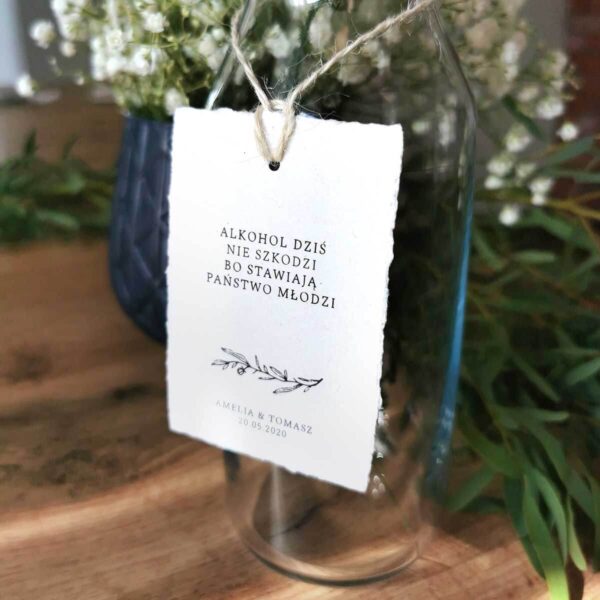 ALKOHOL DZIŚ
NIE SZKODZI
BO STAWIAJĄ
PAŃSTWO MŁODZI
AMELIA & TOMASZ
20.05.2020